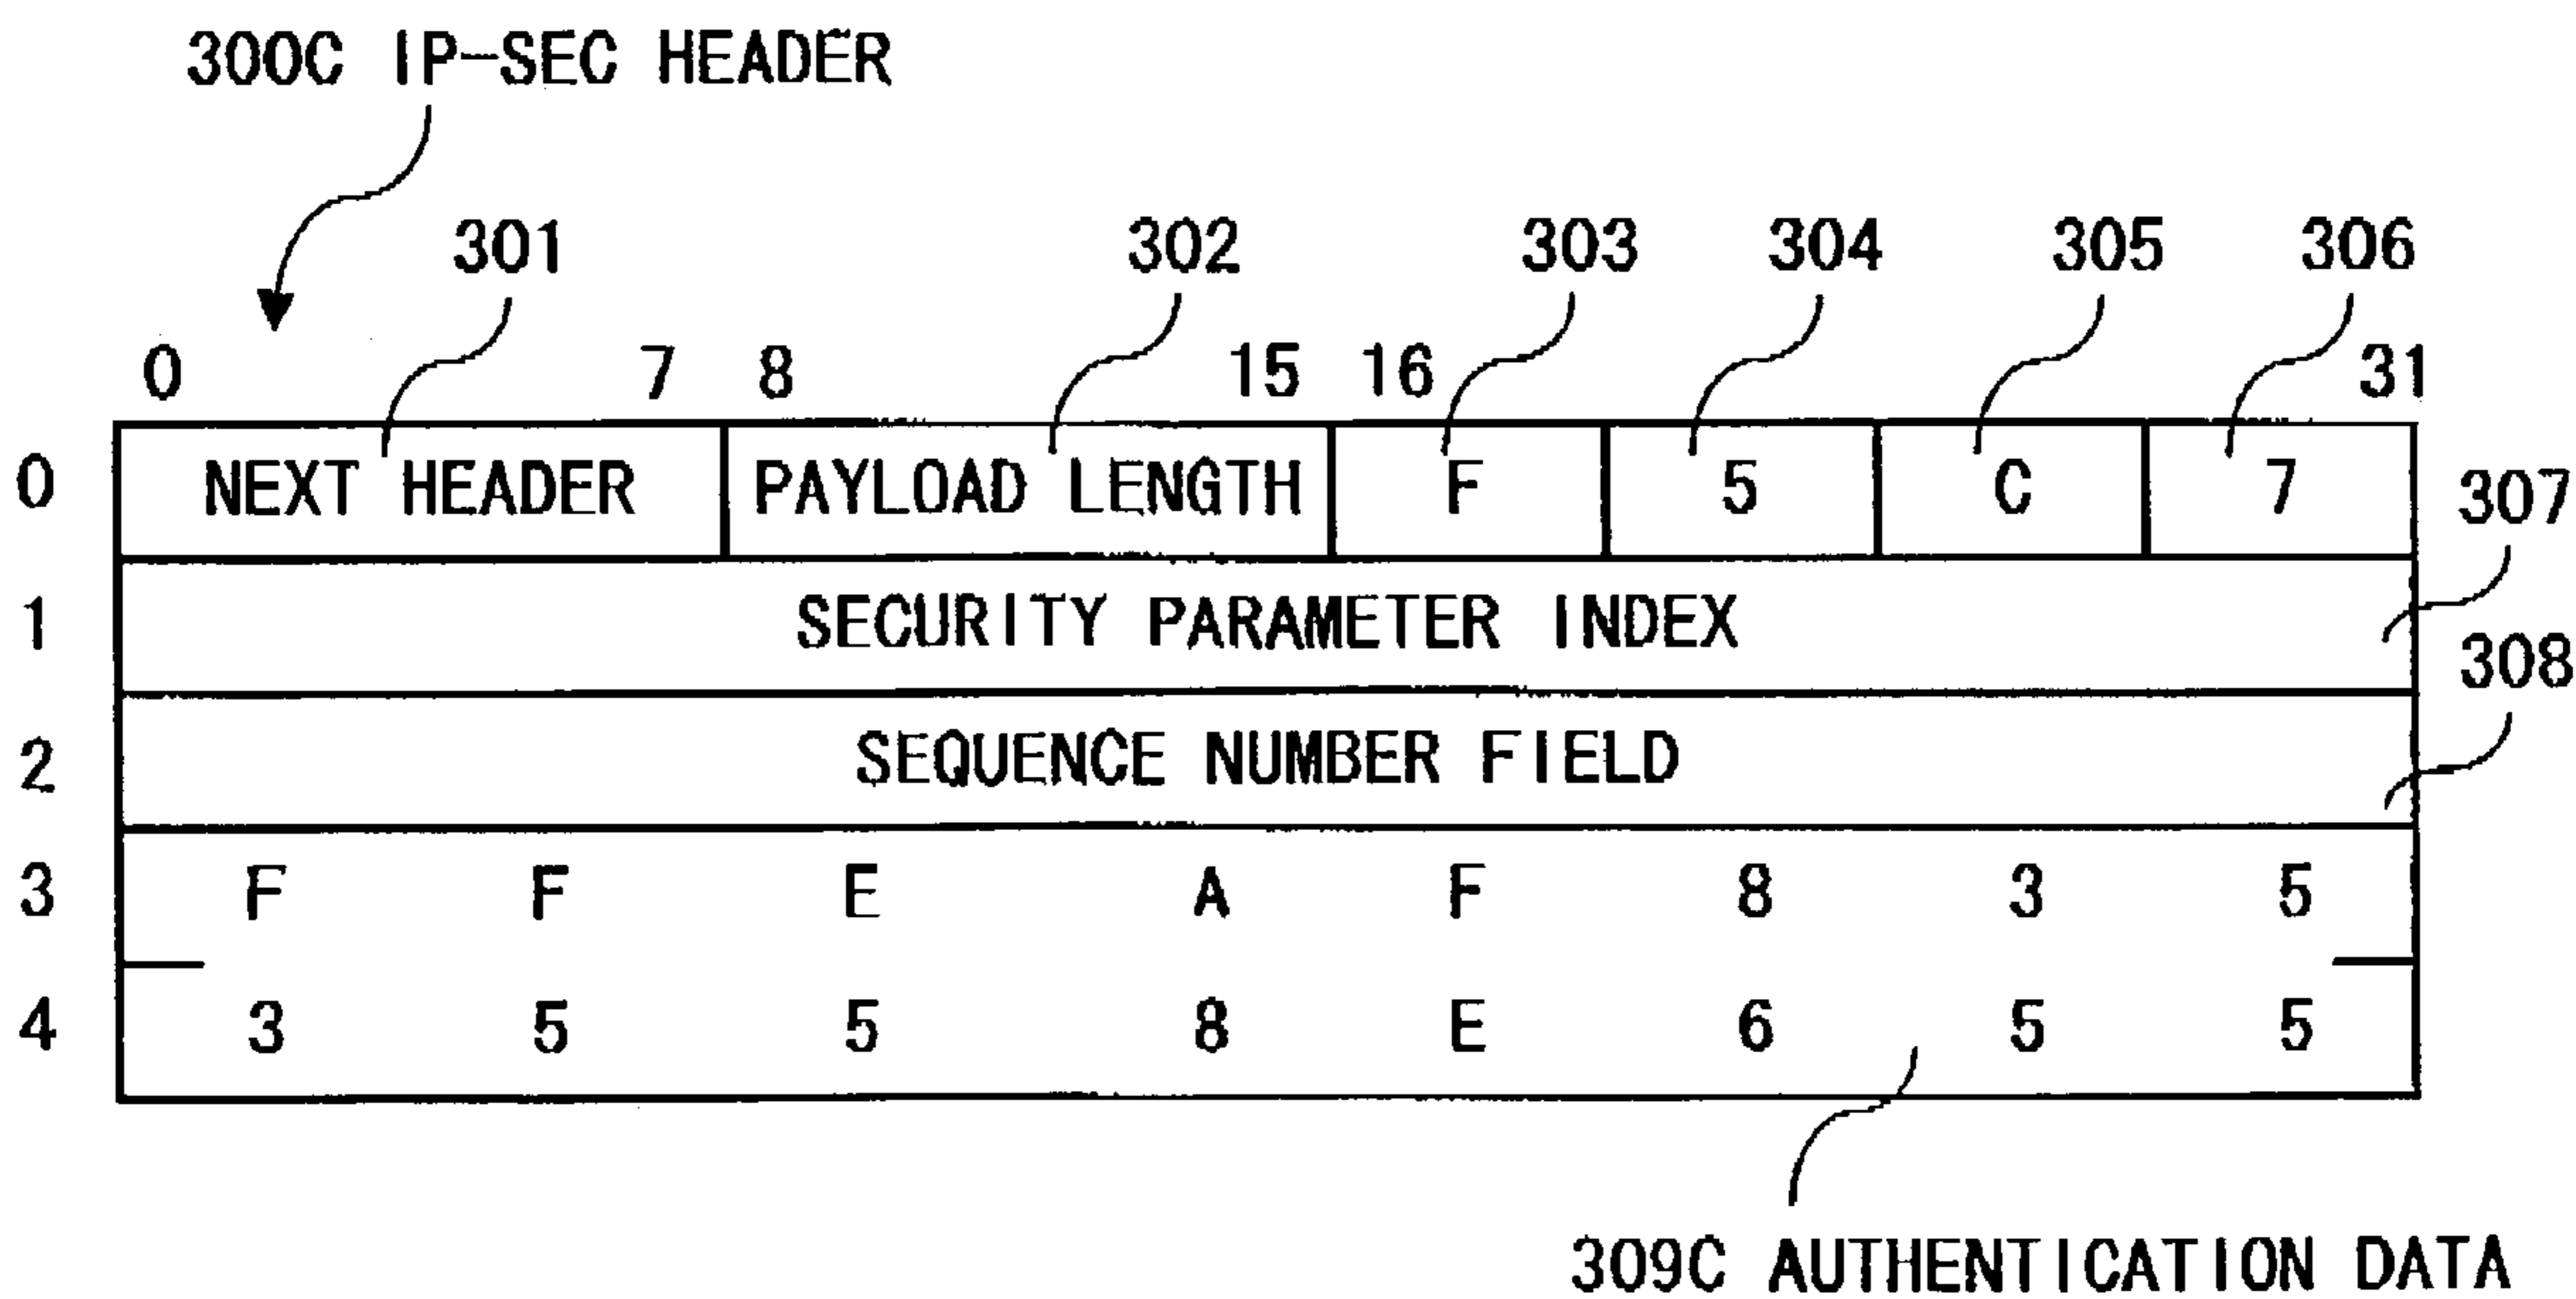 300C IP-SEC HEADER
301 302 303 304 305 306
0 7 8 15 16 31
0 NEXT HEADER PAYLOAD LENGTH F 5 C 7
307
1 SECURITY PARAMETER INDEX
308
2 SEQUENCE NUMBER FIELD
3 F F E A F 8 3 5
4 3 5 5 8 E 6 5 5
309C AUTHENTICATION DATA